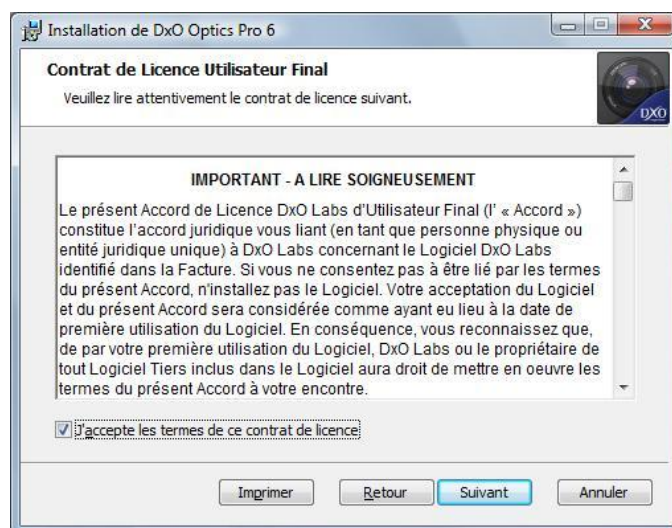 Installation de DxO Optics Pro 6
Contrat de Licence Utilisateur Final
Veuillez lire attentivement le contrat de licence suivant.
DXO
IMPORTANT - A LIRE SOIGNEUSEMENT
Le présent Accord de Licence DxO Labs d'Utilisateur Final (l' « Accord »)
constitue l'accord juridique vous liant (en tant que personne physique ou
entité juridique unique) à DxO Labs concernant le Logiciel DxO Labs
identifié dans la Facture. Si vous ne consentez pas à être lié par les termes
du présent Accord, n'installez pas le Logiciel. Votre acceptation du Logiciel
et du présent Accord sera considérée comme ayant eu lieu à la date de
première utilisation du Logiciel. En conséquence, vous reconnaissez que,
de par votre première utilisation du Logiciel, DxO Labs ou le propriétaire de
tout Logiciel Tiers inclus dans le Logiciel aura droit de mettre en oeuvre les
termes du présent Accord à votre encontre.
J'accepte les termes de ce contrat de licence
Imprimer Retour Suivant Annuler